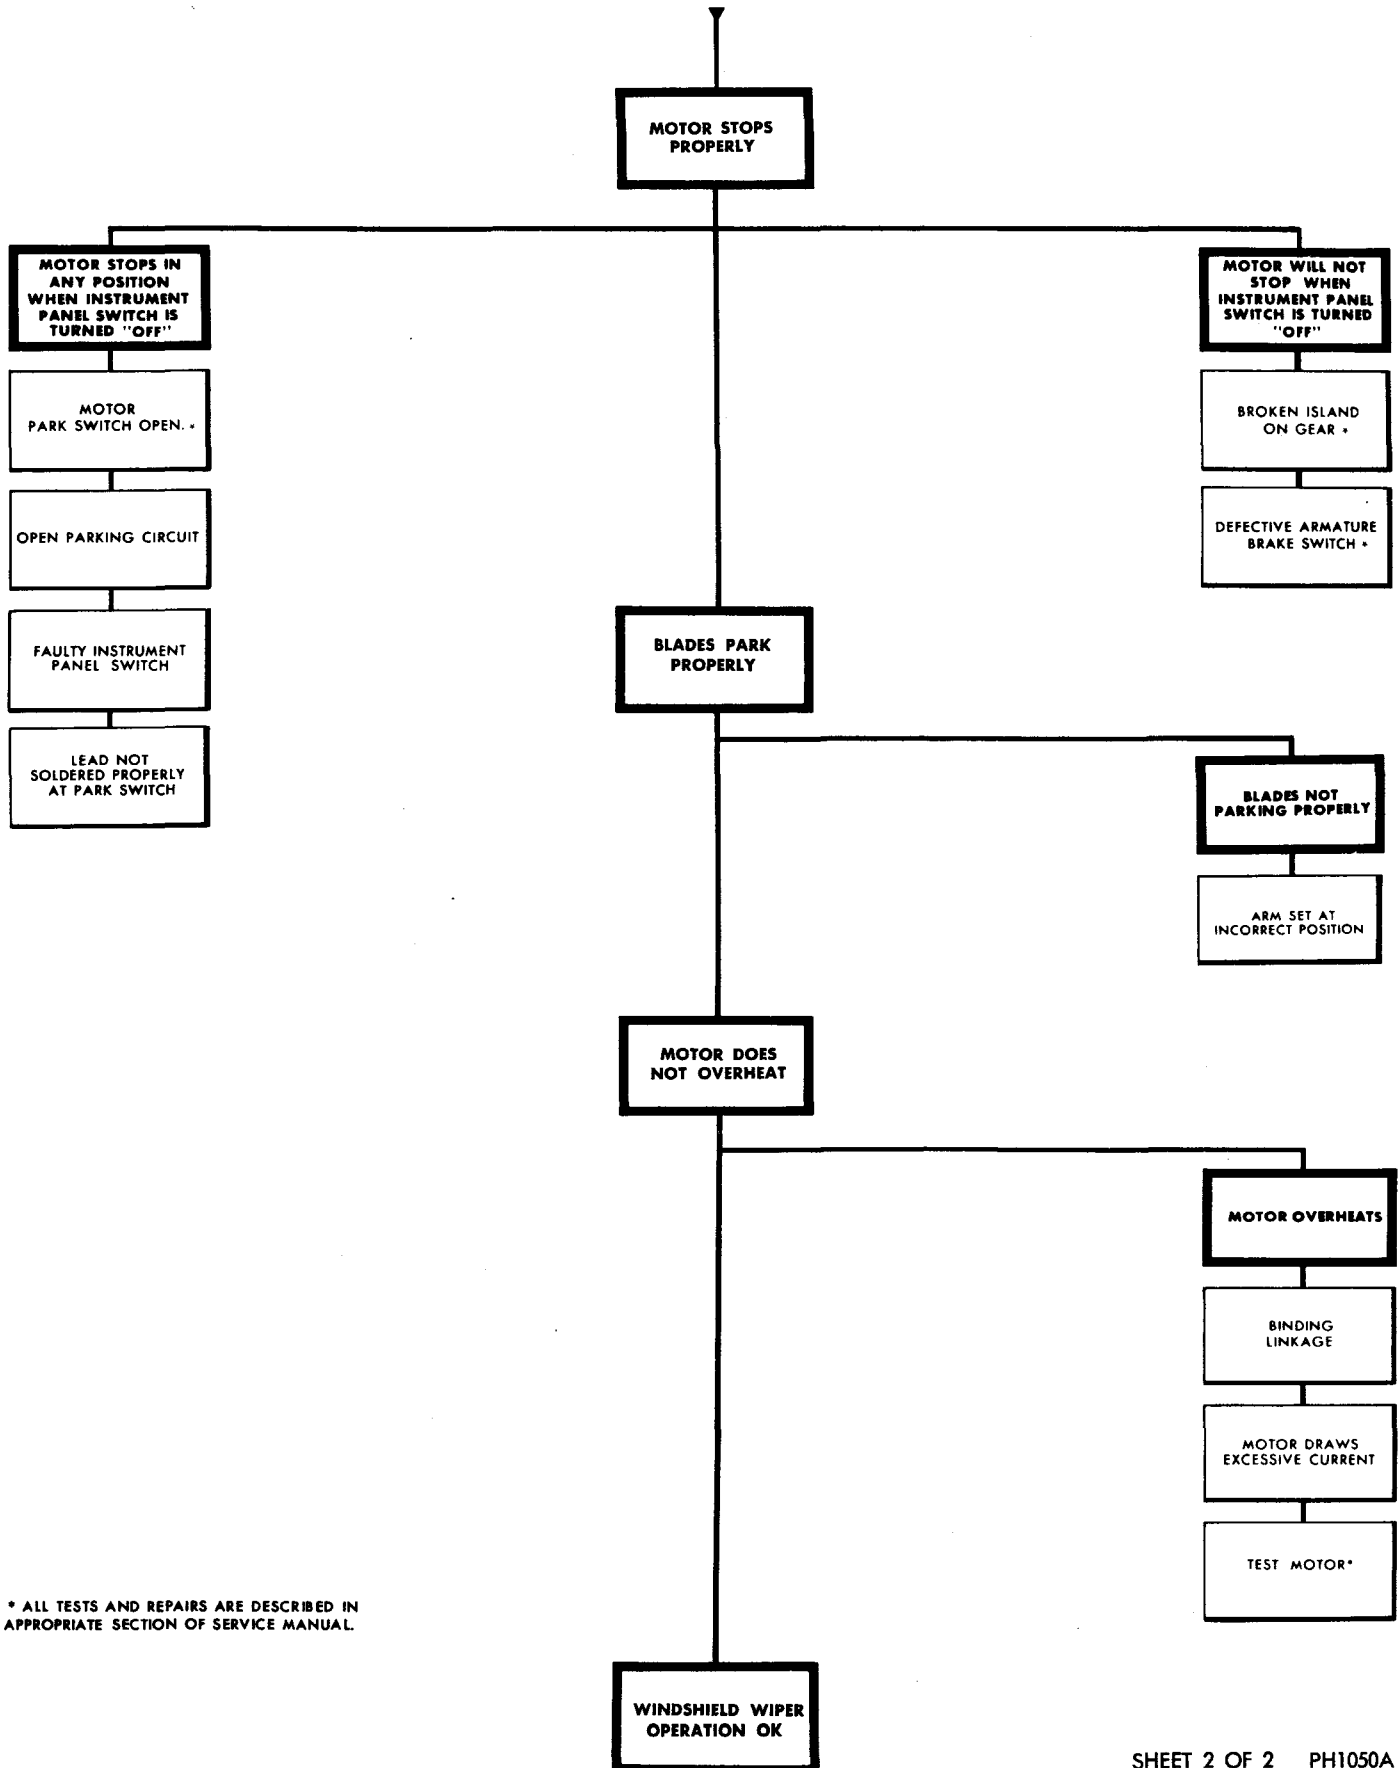 MOTOR STOPS
PROPERLY
MOTOR STOPS IN
ANY POSITION
WHEN INSTRUMENT
PANEL SWITCH IS
TURNED "OFF"
MOTOR
PARK SWITCH OPEN. *
OPEN PARKING CIRCUIT
FAULTY INSTRUMENT
PANEL SWITCH
LEAD NOT
SOLDERED PROPERLY
AT PARK SWITCH
MOTOR WILL NOT
STOP WHEN
INSTRUMENT PANEL
SWITCH IS TURNED
"OFF"
BROKEN ISLAND
ON GEAR *
DEFECTIVE ARMATURE
BRAKE SWITCH *
BLADES PARK
PROPERLY
BLADES NOT
PARKING PROPERLY
ARM SET AT
INCORRECT POSITION
MOTOR DOES
NOT OVERHEAT
MOTOR OVERHEATS
BINDING
LINKAGE
MOTOR DRAWS
EXCESSIVE CURRENT
TEST MOTOR*
* ALL TESTS AND REPAIRS ARE DESCRIBED IN
APPROPRIATE SECTION OF SERVICE MANUAL.
WINDSHIELD WIPER
OPERATION OK
SHEET 2 OF 2 PH1050A